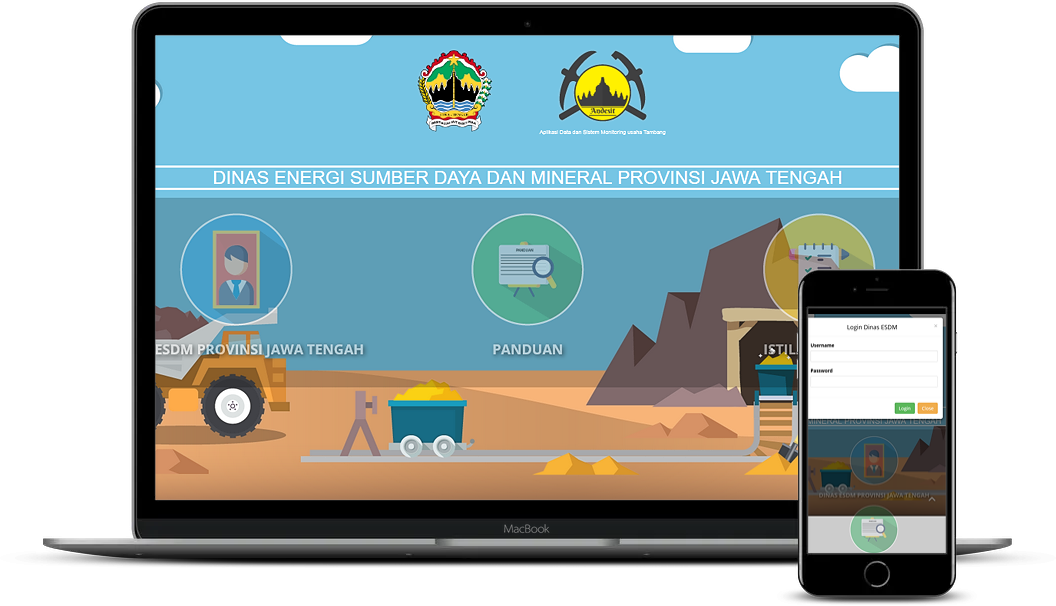 Andesit
Aplikasi Data dan Sistem Monitoring usaha Tambang
DINAS ENERGI SUMBER DAYA DAN MINERAL PROVINSI JAWA TENGAH
PANDUAN
ESDM PROVINSI JAWA TENGAH
PANDUAN
ISTIL
MacBook
Login Dinas ESDM
×
Username
Password
Login
Close
MINERAL PROVINSI JAWA TENGAH
DINAS ESDM PROVINSI JAWA TENGAH